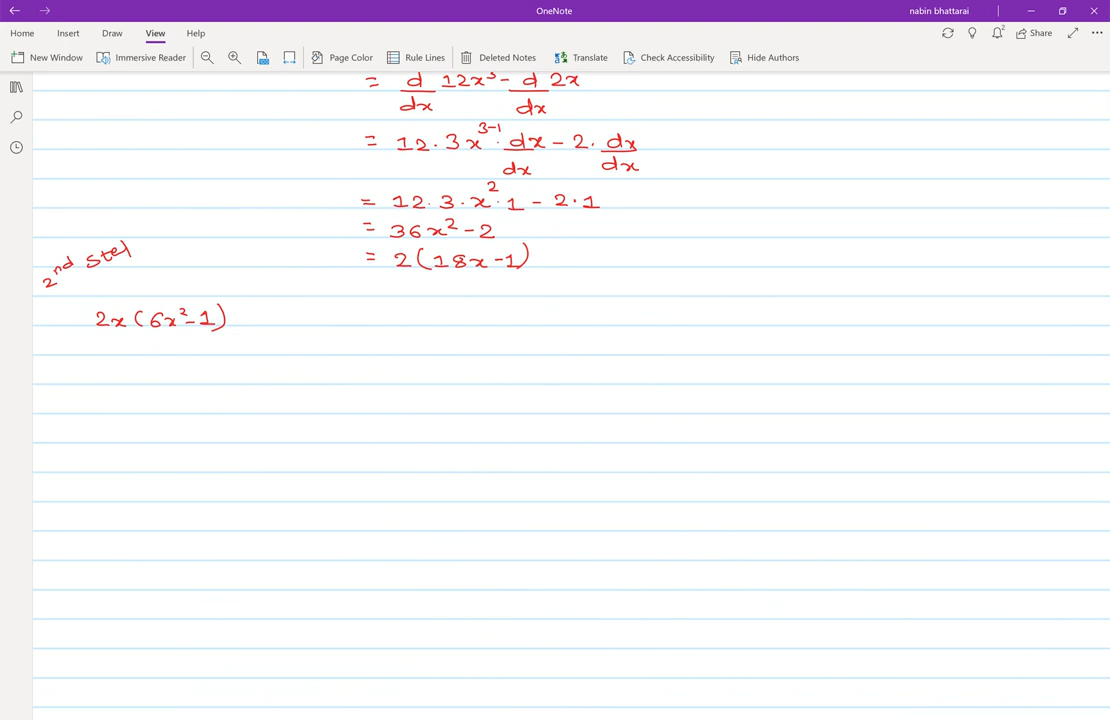 OneNote
nabin bhattarai
Home Insert Draw View Help
2 Share
New Window Immersive Reader Page Color Rule Lines Deleted Notes Translate Check Accessibility Hide Authors
= d/dx 12x³ - d/dx 2x
= 12·3x³⁻¹·dx/dx - 2·dx/dx
= 12·3·x²·1 - 2·1
= 36x² - 2
= 2(18x - 1)
2nd step
2x(6x² - 1)